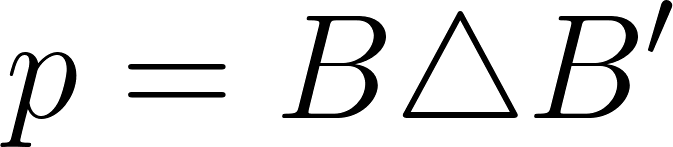 p = B△B′